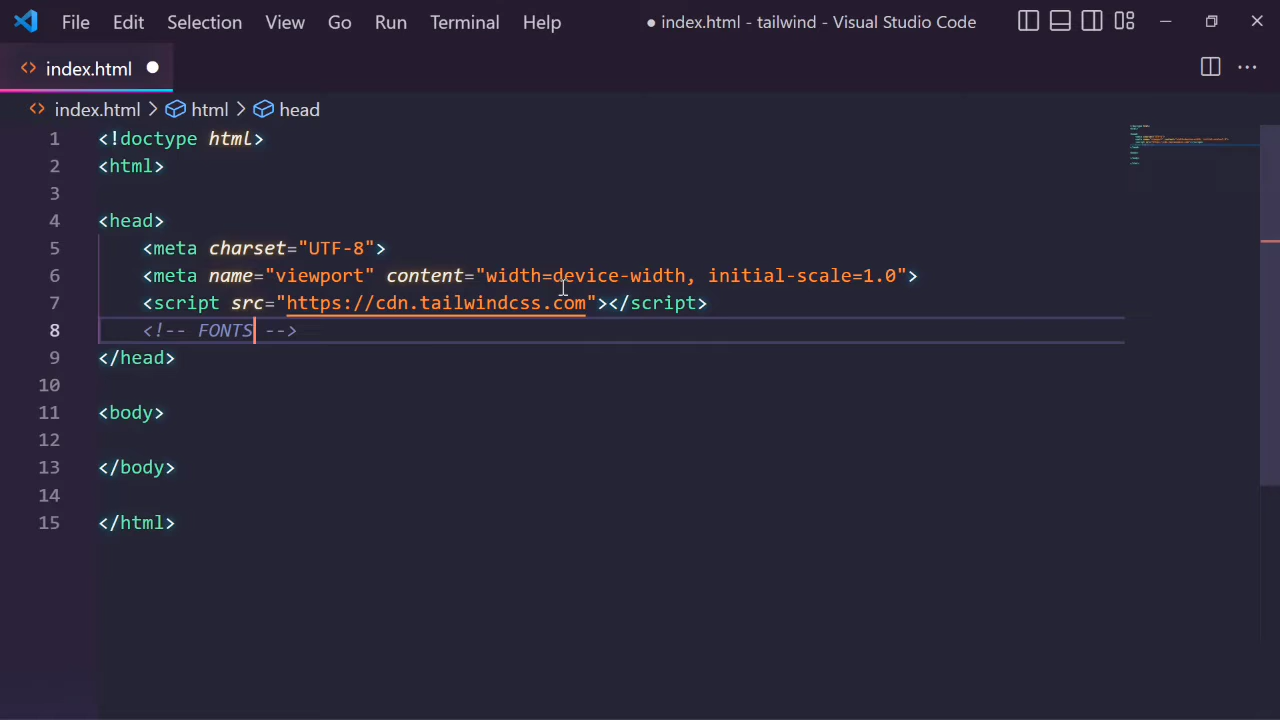 File Edit Selection View Go Run Terminal Help ● index.html - tailwind - Visual Studio Code
index.html
index.html > html > head
1 <!doctype html>
2 <html>
3
4 <head>
5 <meta charset="UTF-8">
6 <meta name="viewport" content="width=device-width, initial-scale=1.0">
7 <script src="https://cdn.tailwindcss.com"></script>
8 <!-- FONTS -->
9 </head>
10
11 <body>
12
13 </body>
14
15 </html>